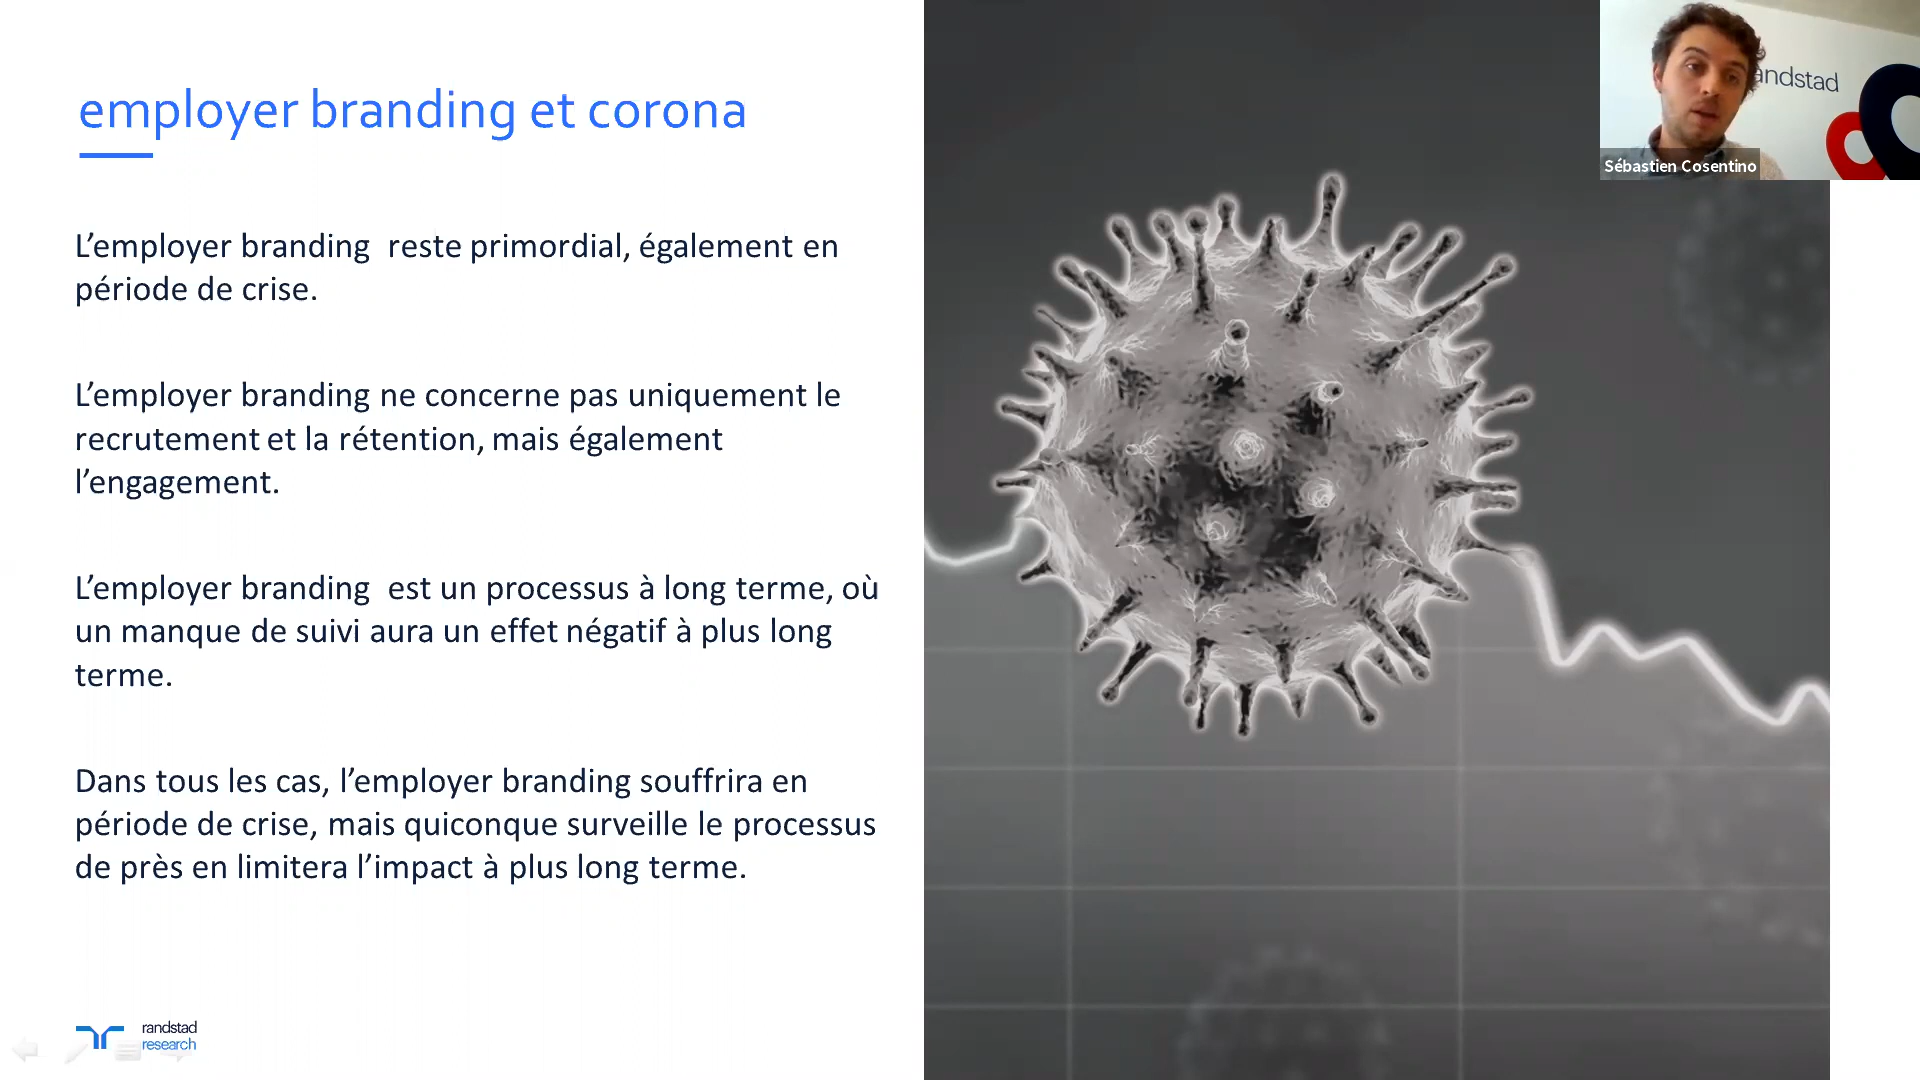 employer branding et corona
L’employer branding  reste primordial, également en
période de crise.
L’employer branding ne concerne pas uniquement le
recrutement et la rétention, mais également
l’engagement.
L’employer branding  est un processus à long terme, où
un manque de suivi aura un effet négatif à plus long
terme.
Dans tous les cas, l’employer branding souffrira en
période de crise, mais quiconque surveille le processus
de près en limitera l’impact à plus long terme.
randstad
research
randstad
Sébastien Cosentino